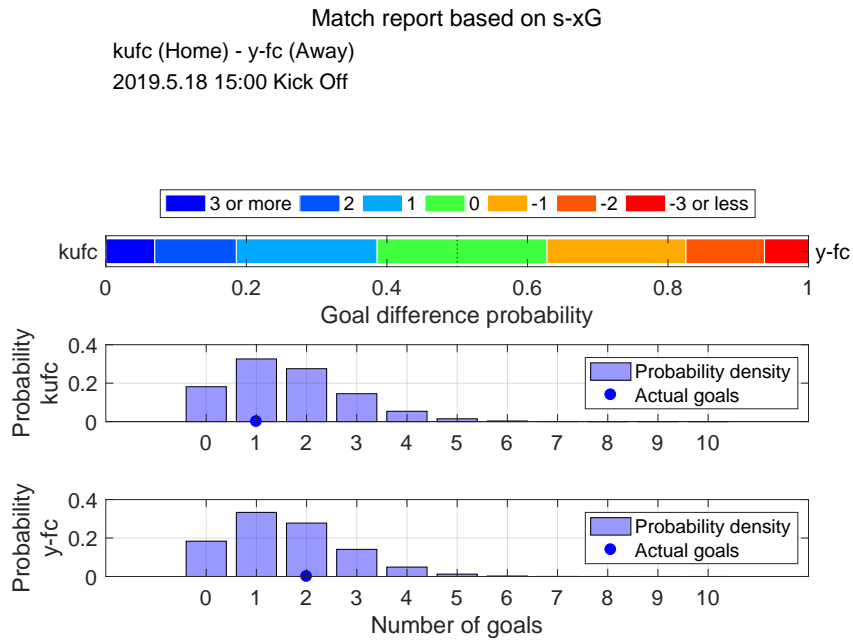 Match report based on s-xG
kufc (Home) - y-fc (Away)
2019.5.18 15:00 Kick Off
3 or more 2 1 0 -1 -2 -3 or less
kufc y-fc
0 0.2 0.4 0.6 0.8 1
Goal difference probability
Probability
kufc
0.4
0.2
0
Probability density
Actual goals
0 1 2 3 4 5 6 7 8 9 10
Probability
y-fc
0.4
0.2
0
Probability density
Actual goals
0 1 2 3 4 5 6 7 8 9 10
Number of goals